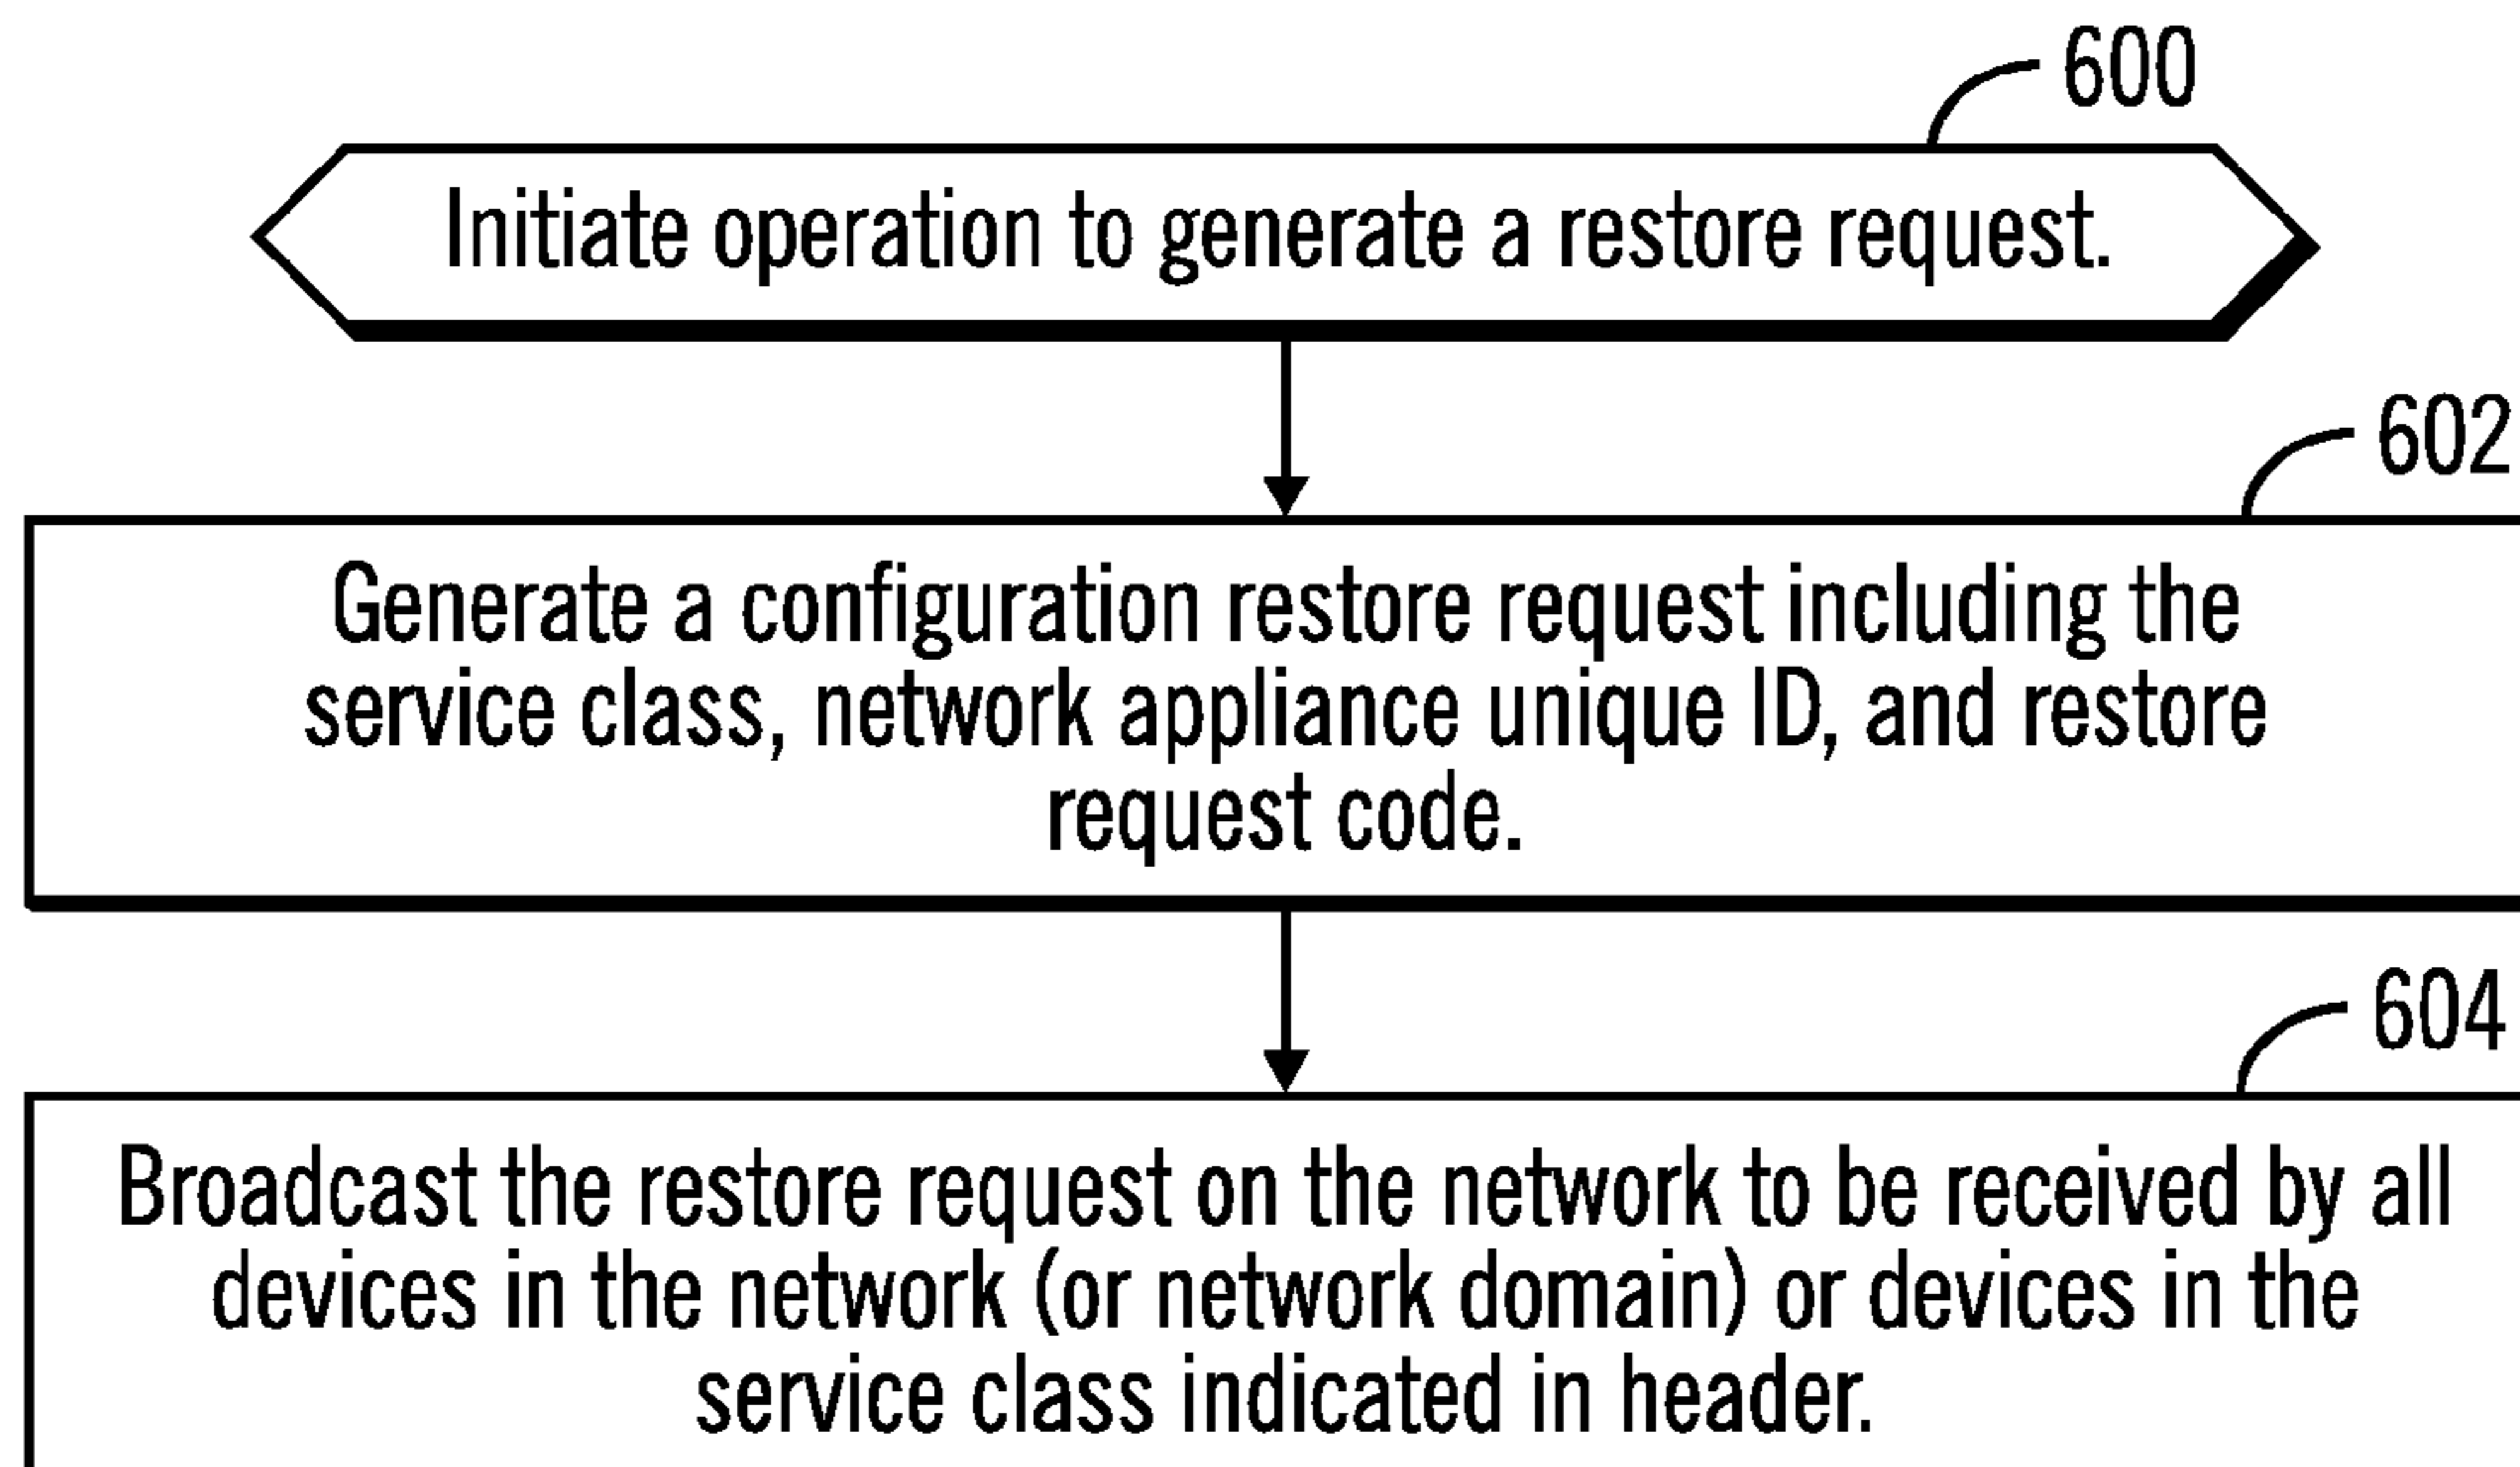 600
Initiate operation to generate a restore request.
602
Generate a configuration restore request including the
service class, network appliance unique ID, and restore
request code.
604
Broadcast the restore request on the network to be received by all
devices in the network (or network domain) or devices in the
service class indicated in header.